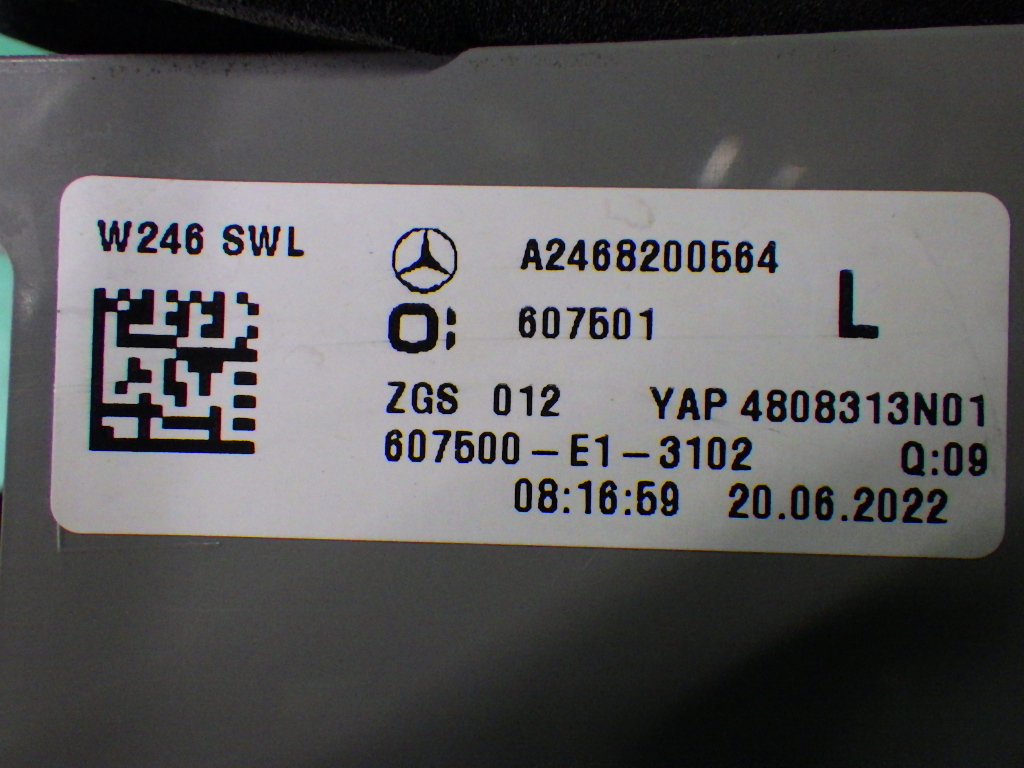 W246 SWL
A2468200564
607501
L
ZGS 012 YAP 4808313N01
607500-E1-3102 Q:09
08:16:59 20.06.2022